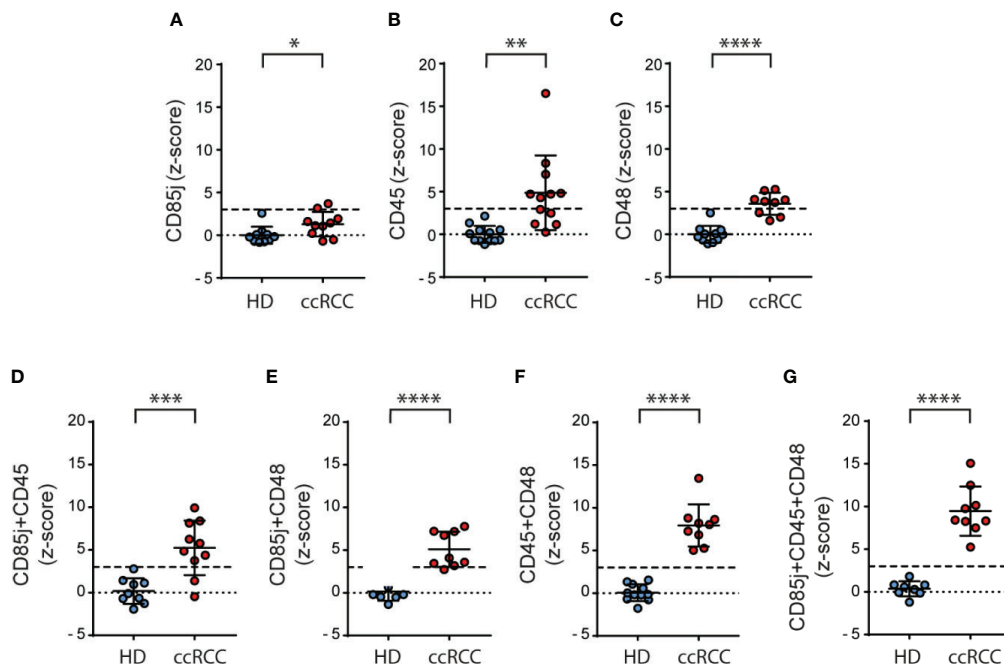 A
B
C
*
**
****
CD85j (z-score)
20
15
10
5
0
- 5
HD
ccRCC
CD45 (z-score)
20
15
10
5
0
- 5
HD
ccRCC
CD48 (z-score)
20
15
10
5
0
- 5
HD
ccRCC
D
E
F
G
***
****
****
****
CD85j+CD45
(z-score)
20
15
10
5
0
- 5
HD
ccRCC
CD85j+CD48
(z-score)
20
15
10
5
0
- 5
HD
ccRCC
CD45+CD48
(z-score)
20
15
10
5
0
- 5
HD
ccRCC
CD85j+CD45+CD48
(z-score)
20
15
10
5
0
- 5
HD
ccRCC